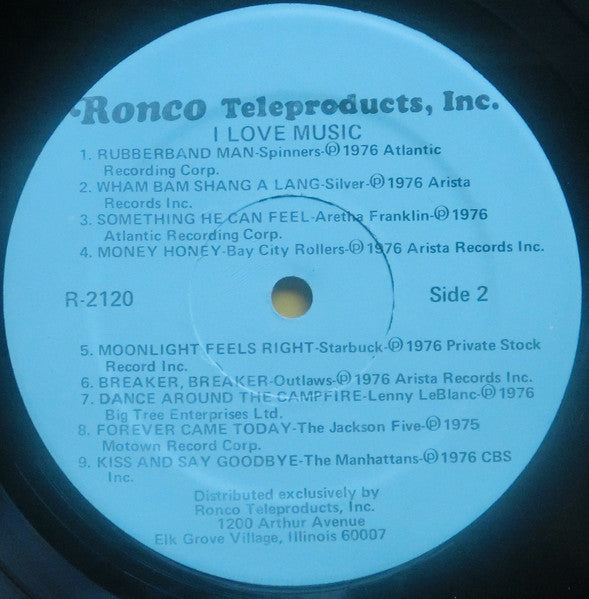 Ronco Teleproducts, Inc.
I LOVE MUSIC
1. RUBBERBAND MAN-Spinners-℗ 1976 Atlantic
Recording Corp.
2. WHAM BAM SHANG A LANG-Silver-℗ 1976 Arista
Records Inc.
3. SOMETHING HE CAN FEEL-Aretha Franklin-℗ 1976
Atlantic Recording Corp.
4. MONEY HONEY-Bay City Rollers-℗ 1976 Arista Records Inc.
R-2120
Side 2
5. MOONLIGHT FEELS RIGHT-Starbuck-℗ 1976 Private Stock
Record Inc.
6. BREAKER, BREAKER-Outlaws-℗ 1976 Arista Records Inc.
7. DANCE AROUND THE CAMPFIRE-Lenny LeBlanc-℗ 1976
Big Tree Enterprises Ltd.
8. FOREVER CAME TODAY-The Jackson Five-℗ 1975
Motown Record Corp.
9. KISS AND SAY GOODBYE-The Manhattans-℗ 1976 CBS
Inc.
Distributed exclusively by
Ronco Teleproducts, Inc.
1200 Arthur Avenue
Elk Grove Village, Illinois 60007